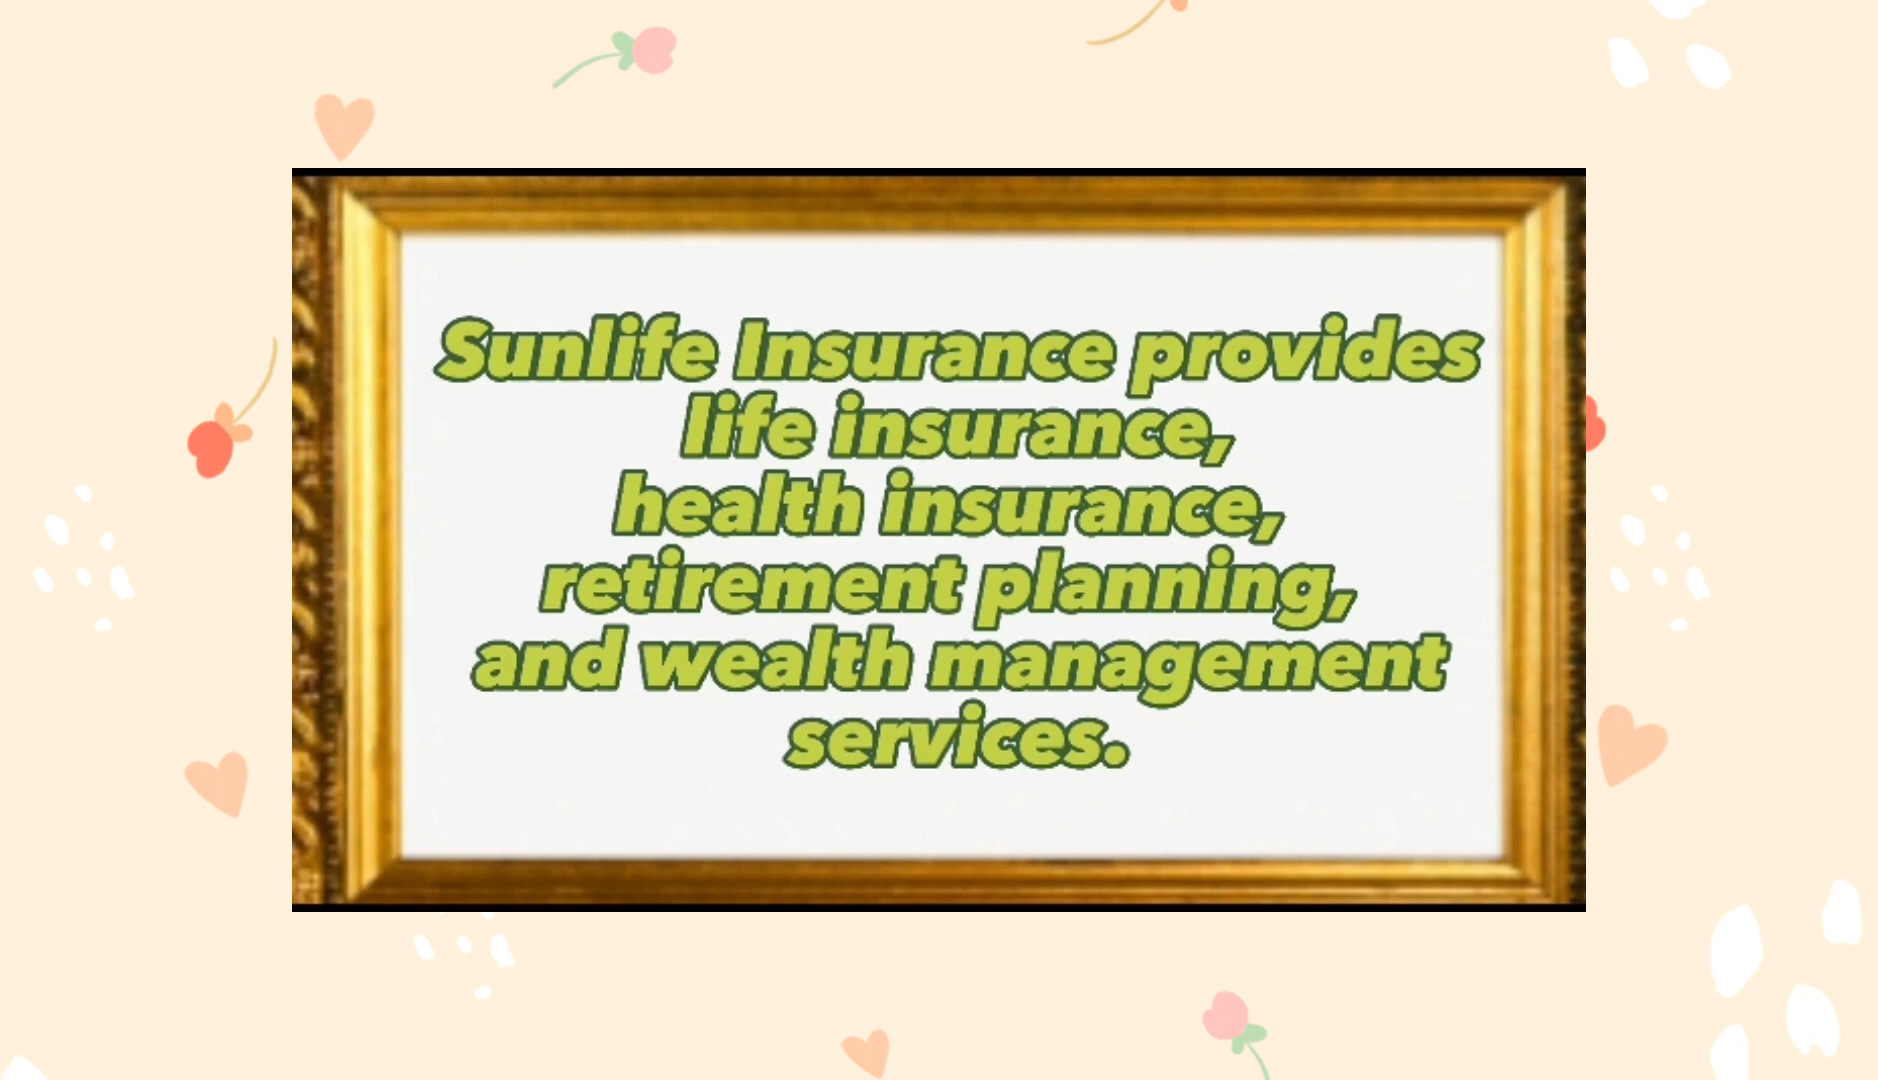 Sunlife Insurance provides
life insurance,
health insurance,
retirement planning,
and wealth management
services.